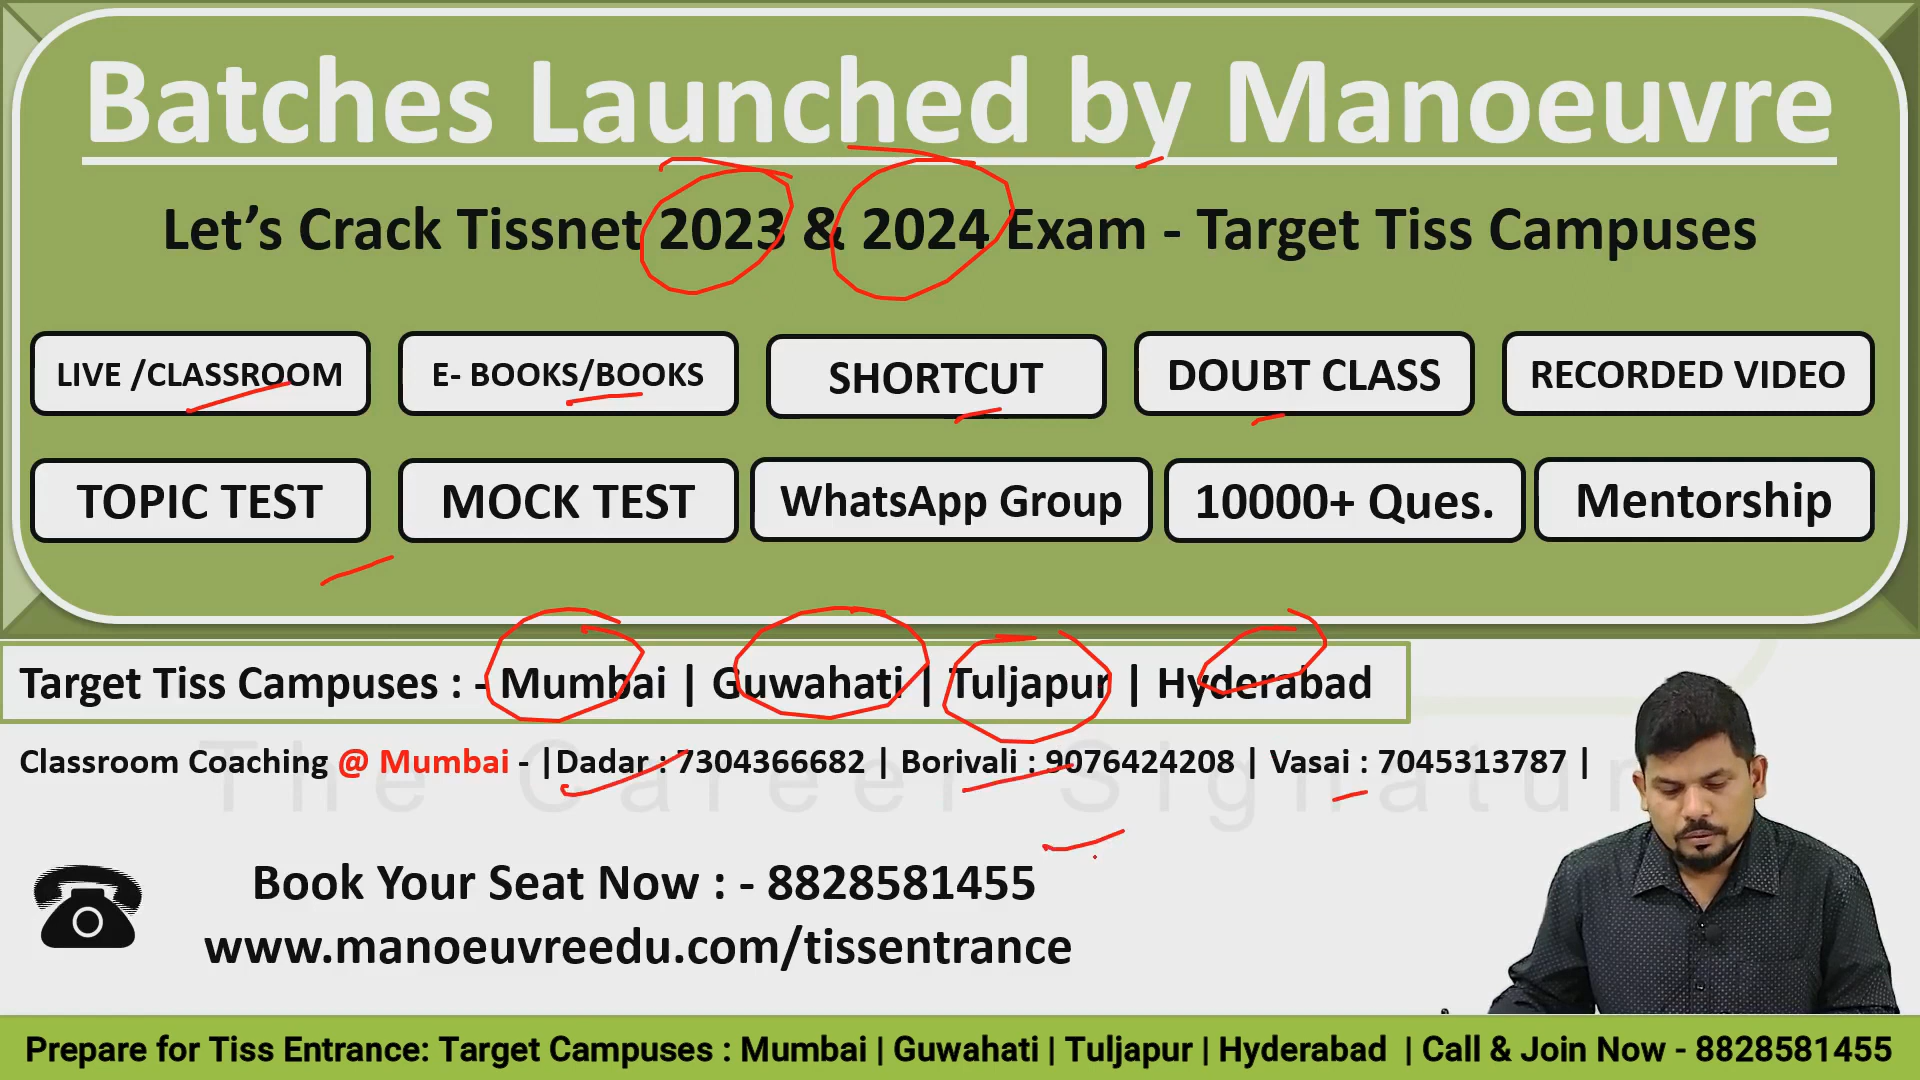 Batches Launched by Manoeuvre
Let's Crack Tissnet 2023 & 2024 Exam - Target Tiss Campuses
LIVE /CLASSROOM
E- BOOKS/BOOKS
SHORTCUT
DOUBT CLASS
RECORDED VIDEO
TOPIC TEST
MOCK TEST
WhatsApp Group
10000+ Ques.
Mentorship
Target Tiss Campuses : - Mumbai | Guwahati | Tuljapur | Hyderabad
Classroom Coaching @ Mumbai - |Dadar : 7304366682 | Borivali : 9076424208 | Vasai : 7045313787 |
The Career Signatur
Book Your Seat Now : - 8828581455
www.manoeuvreedu.com/tissentrance
Prepare for Tiss Entrance: Target Campuses : Mumbai | Guwahati | Tuljapur | Hyderabad | Call & Join Now - 8828581455